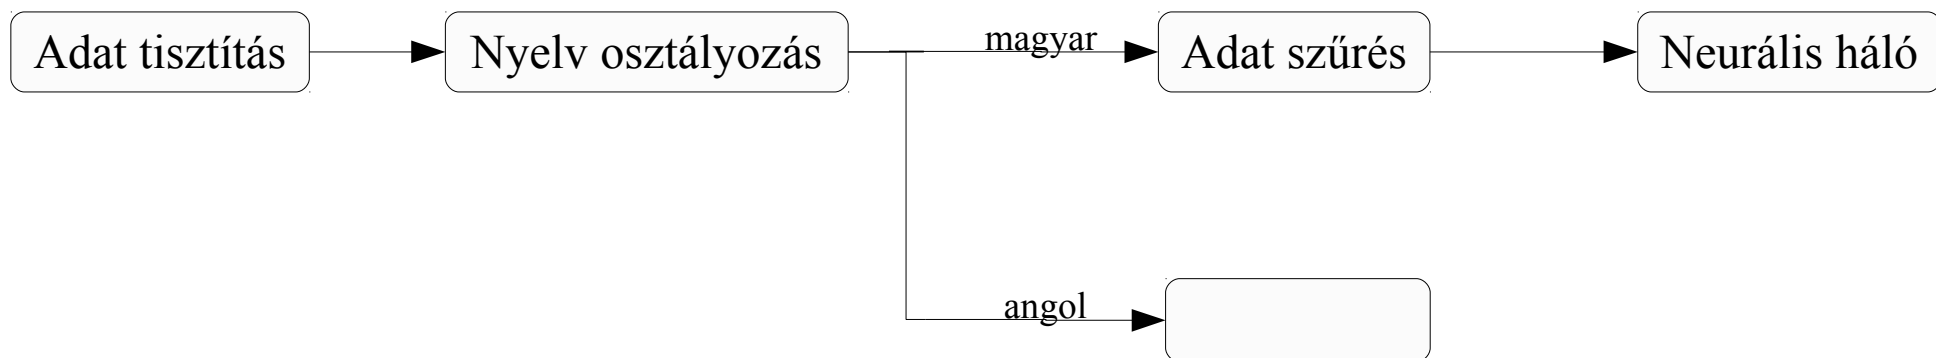 Adat tisztítás
Nyelv osztályozás
magyar
Adat szűrés
Neurális háló
angol